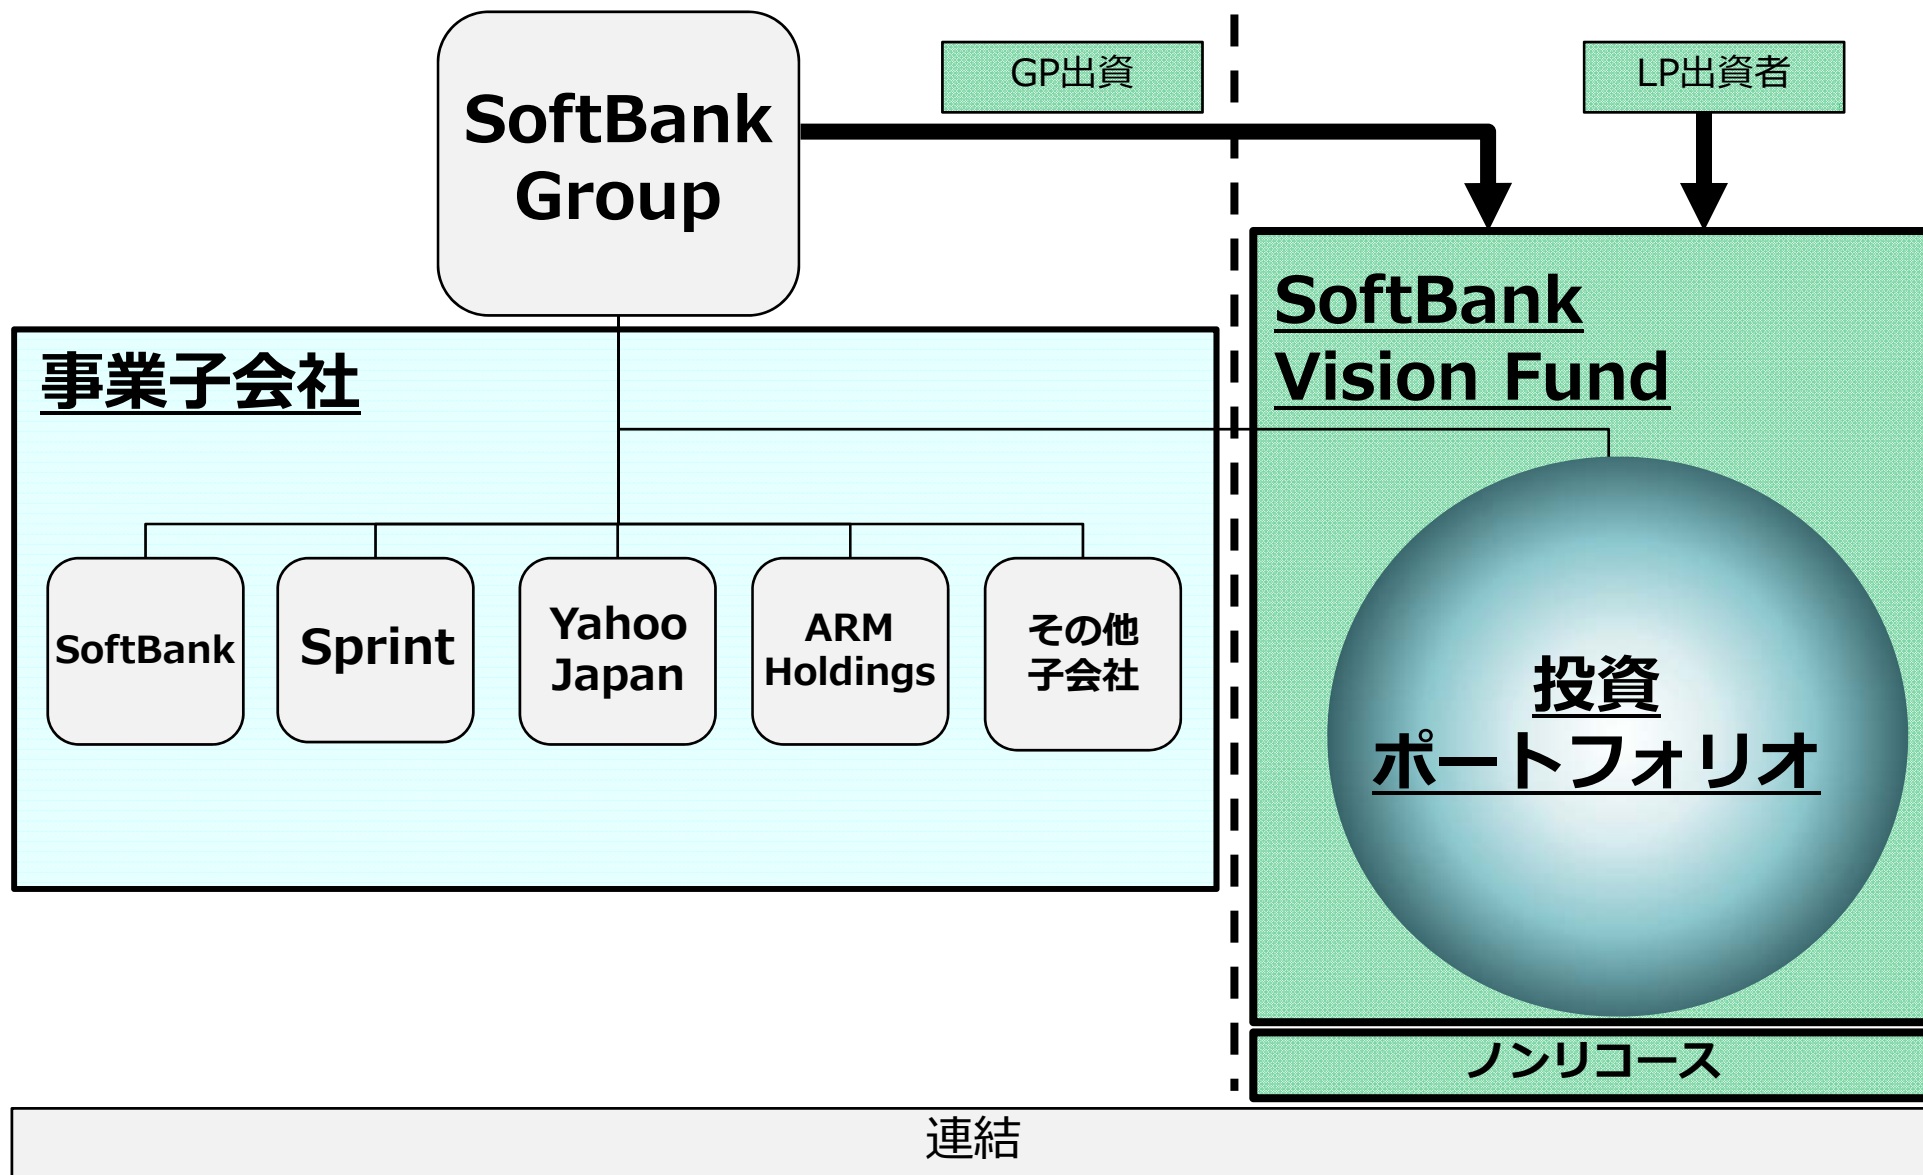 SoftBank
Group
GP出資
LP出資者
事業子会社
SoftBank
Sprint
Yahoo
Japan
ARM
Holdings
その他
子会社
SoftBank
Vision Fund
投資
ポートフォリオ
ノンリコース
連結